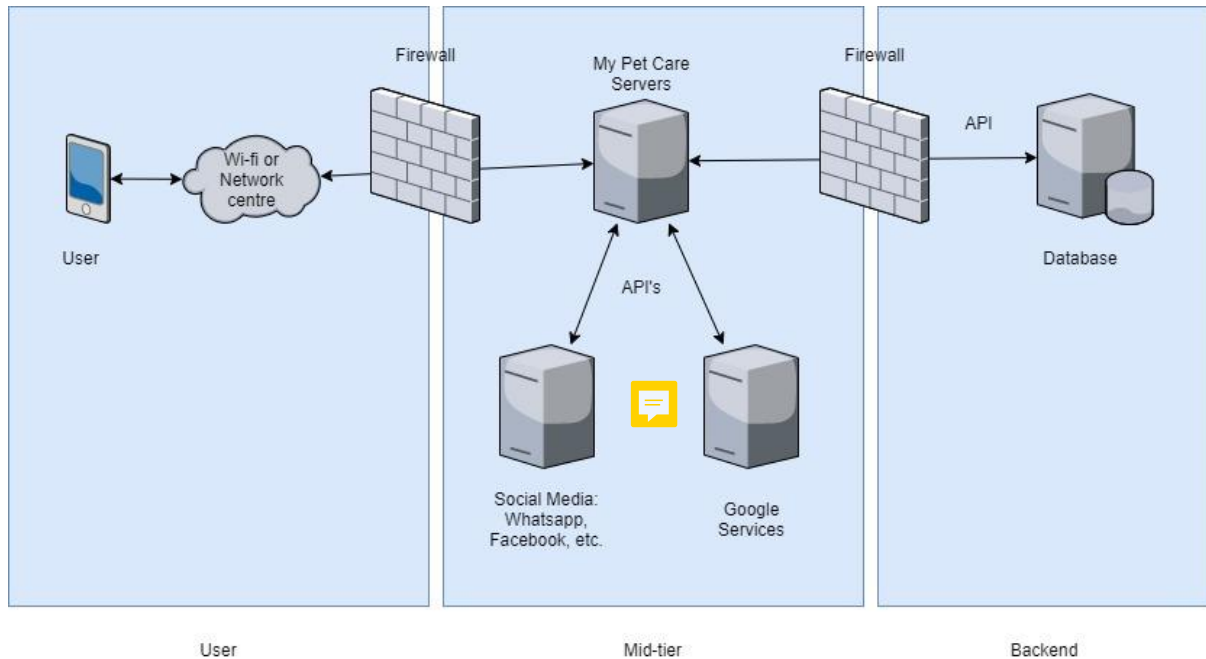 Firewall
My Pet Care
Servers
Firewall
API
Wi-fi or
Network
centre
User
Database
API's
Social Media:
Whatsapp,
Facebook, etc.
Google
Services
User
Mid-tier
Backend